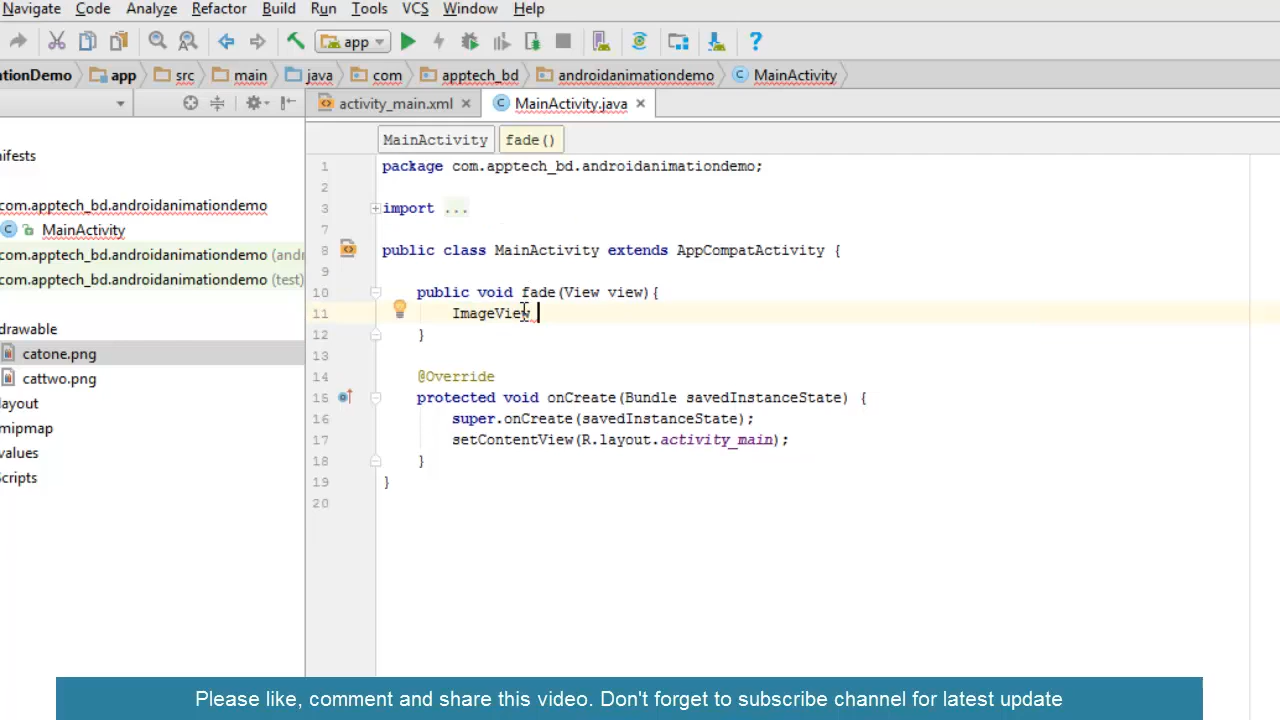 Navigate Code Analyze Refactor Build Run Tools VCS Window Help
app
ationDemo app src main java com apptech_bd androidanimationdemo MainActivity
activity_main.xml MainActivity.java
MainActivity fade()
nifests
com.apptech_bd.androidanimationdemo
MainActivity
com.apptech_bd.androidanimationdemo (andr
com.apptech_bd.androidanimationdemo (test)
drawable
catone.png
cattwo.png
layout
mipmap
values
Scripts
1 package com.apptech_bd.androidanimationdemo;
2
3 import ...
7
8 public class MainActivity extends AppCompatActivity {
9
10 public void fade(View view){
11 ImageView
12 }
13
14 @Override
15 protected void onCreate(Bundle savedInstanceState) {
16 super.onCreate(savedInstanceState);
17 setContentView(R.layout.activity_main);
18 }
19 }
20
Please like, comment and share this video. Don't forget to subscribe channel for latest update